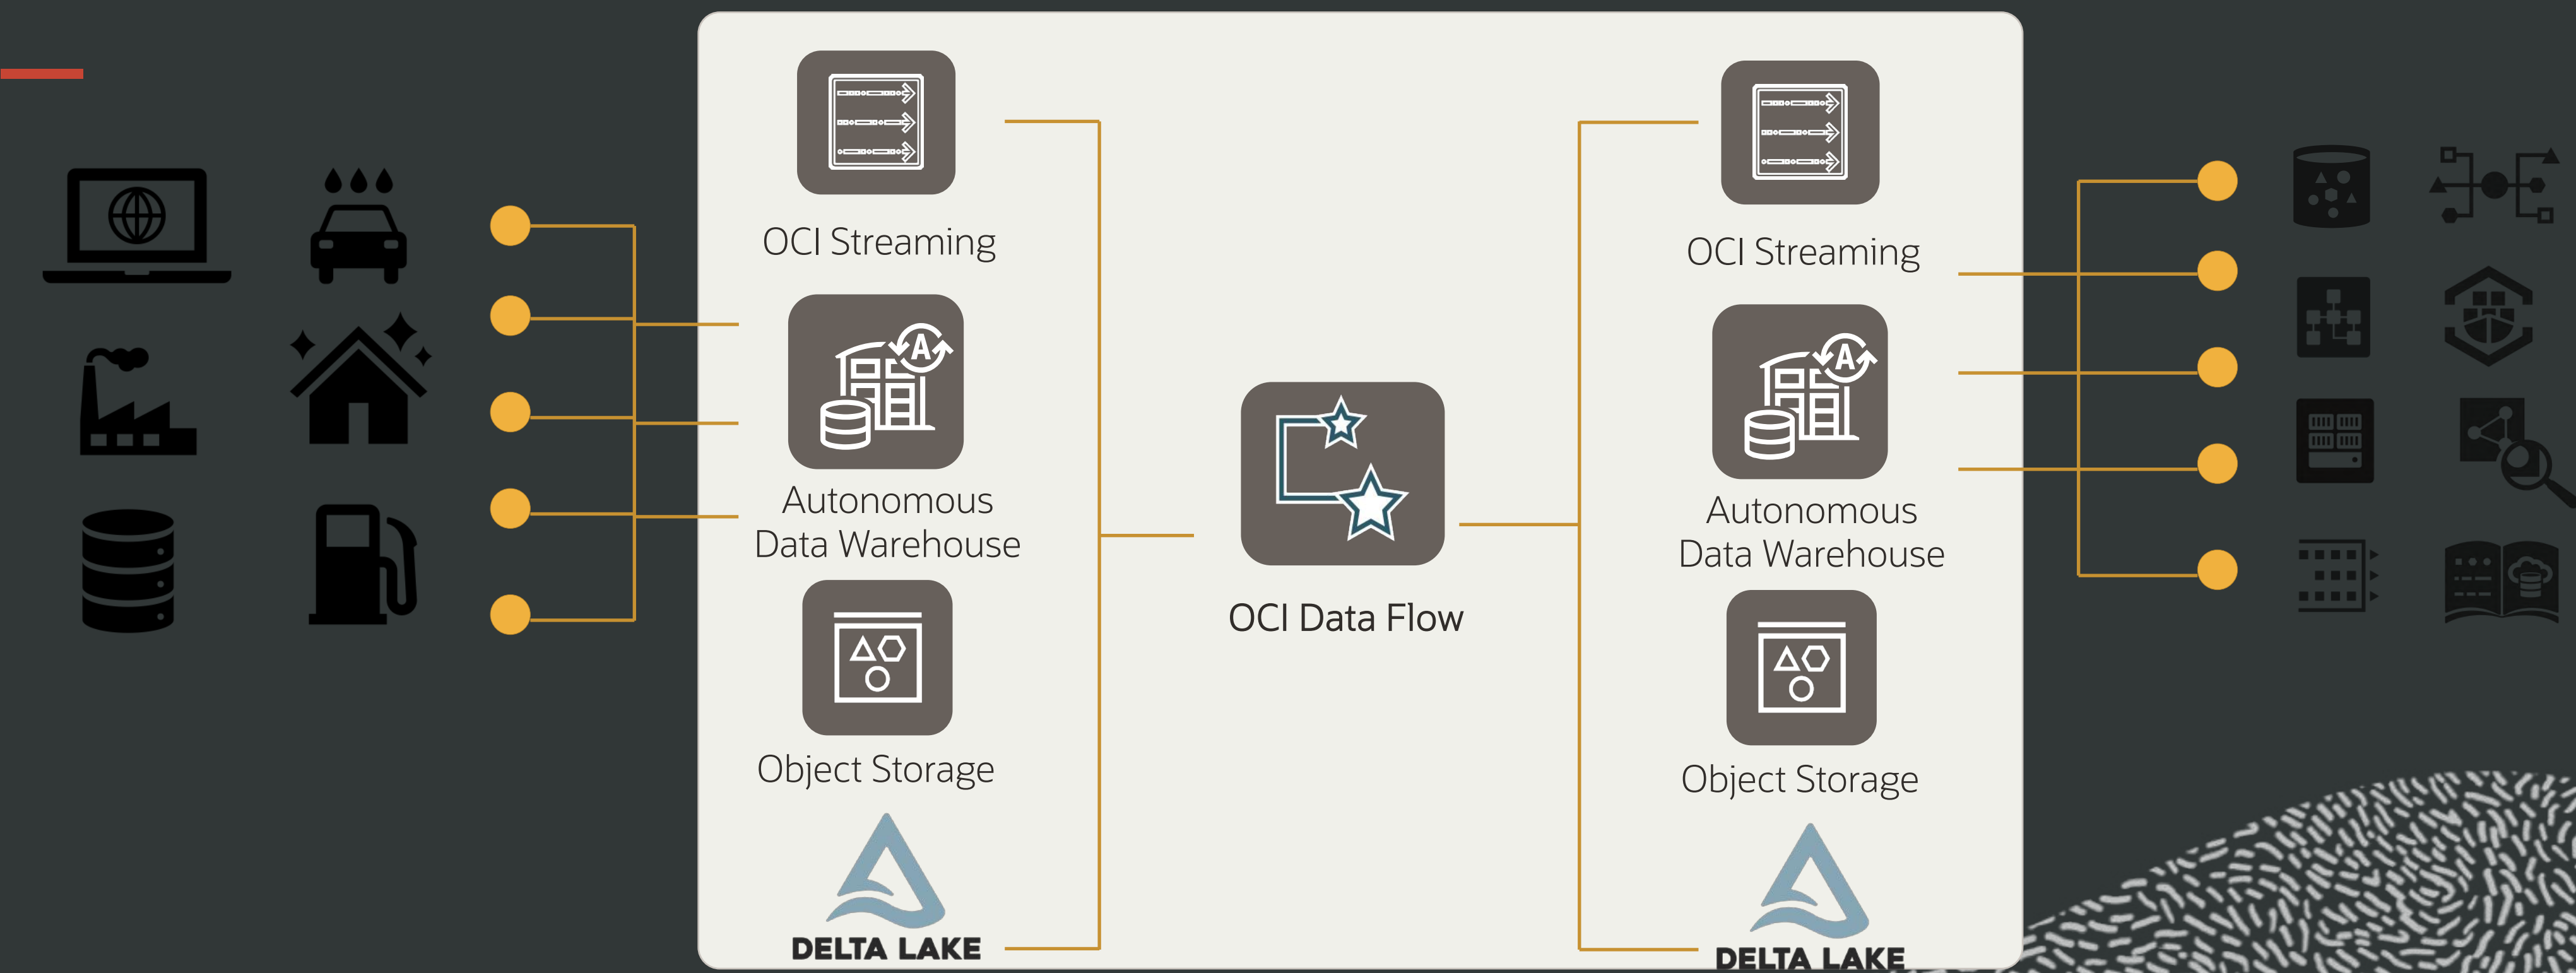 OCI Streaming
Autonomous
Data Warehouse
Object Storage
DELTA LAKE
OCI Data Flow
OCI Streaming
A
Autonomous
Data Warehouse
Object Storage
DELTA LAKE
A